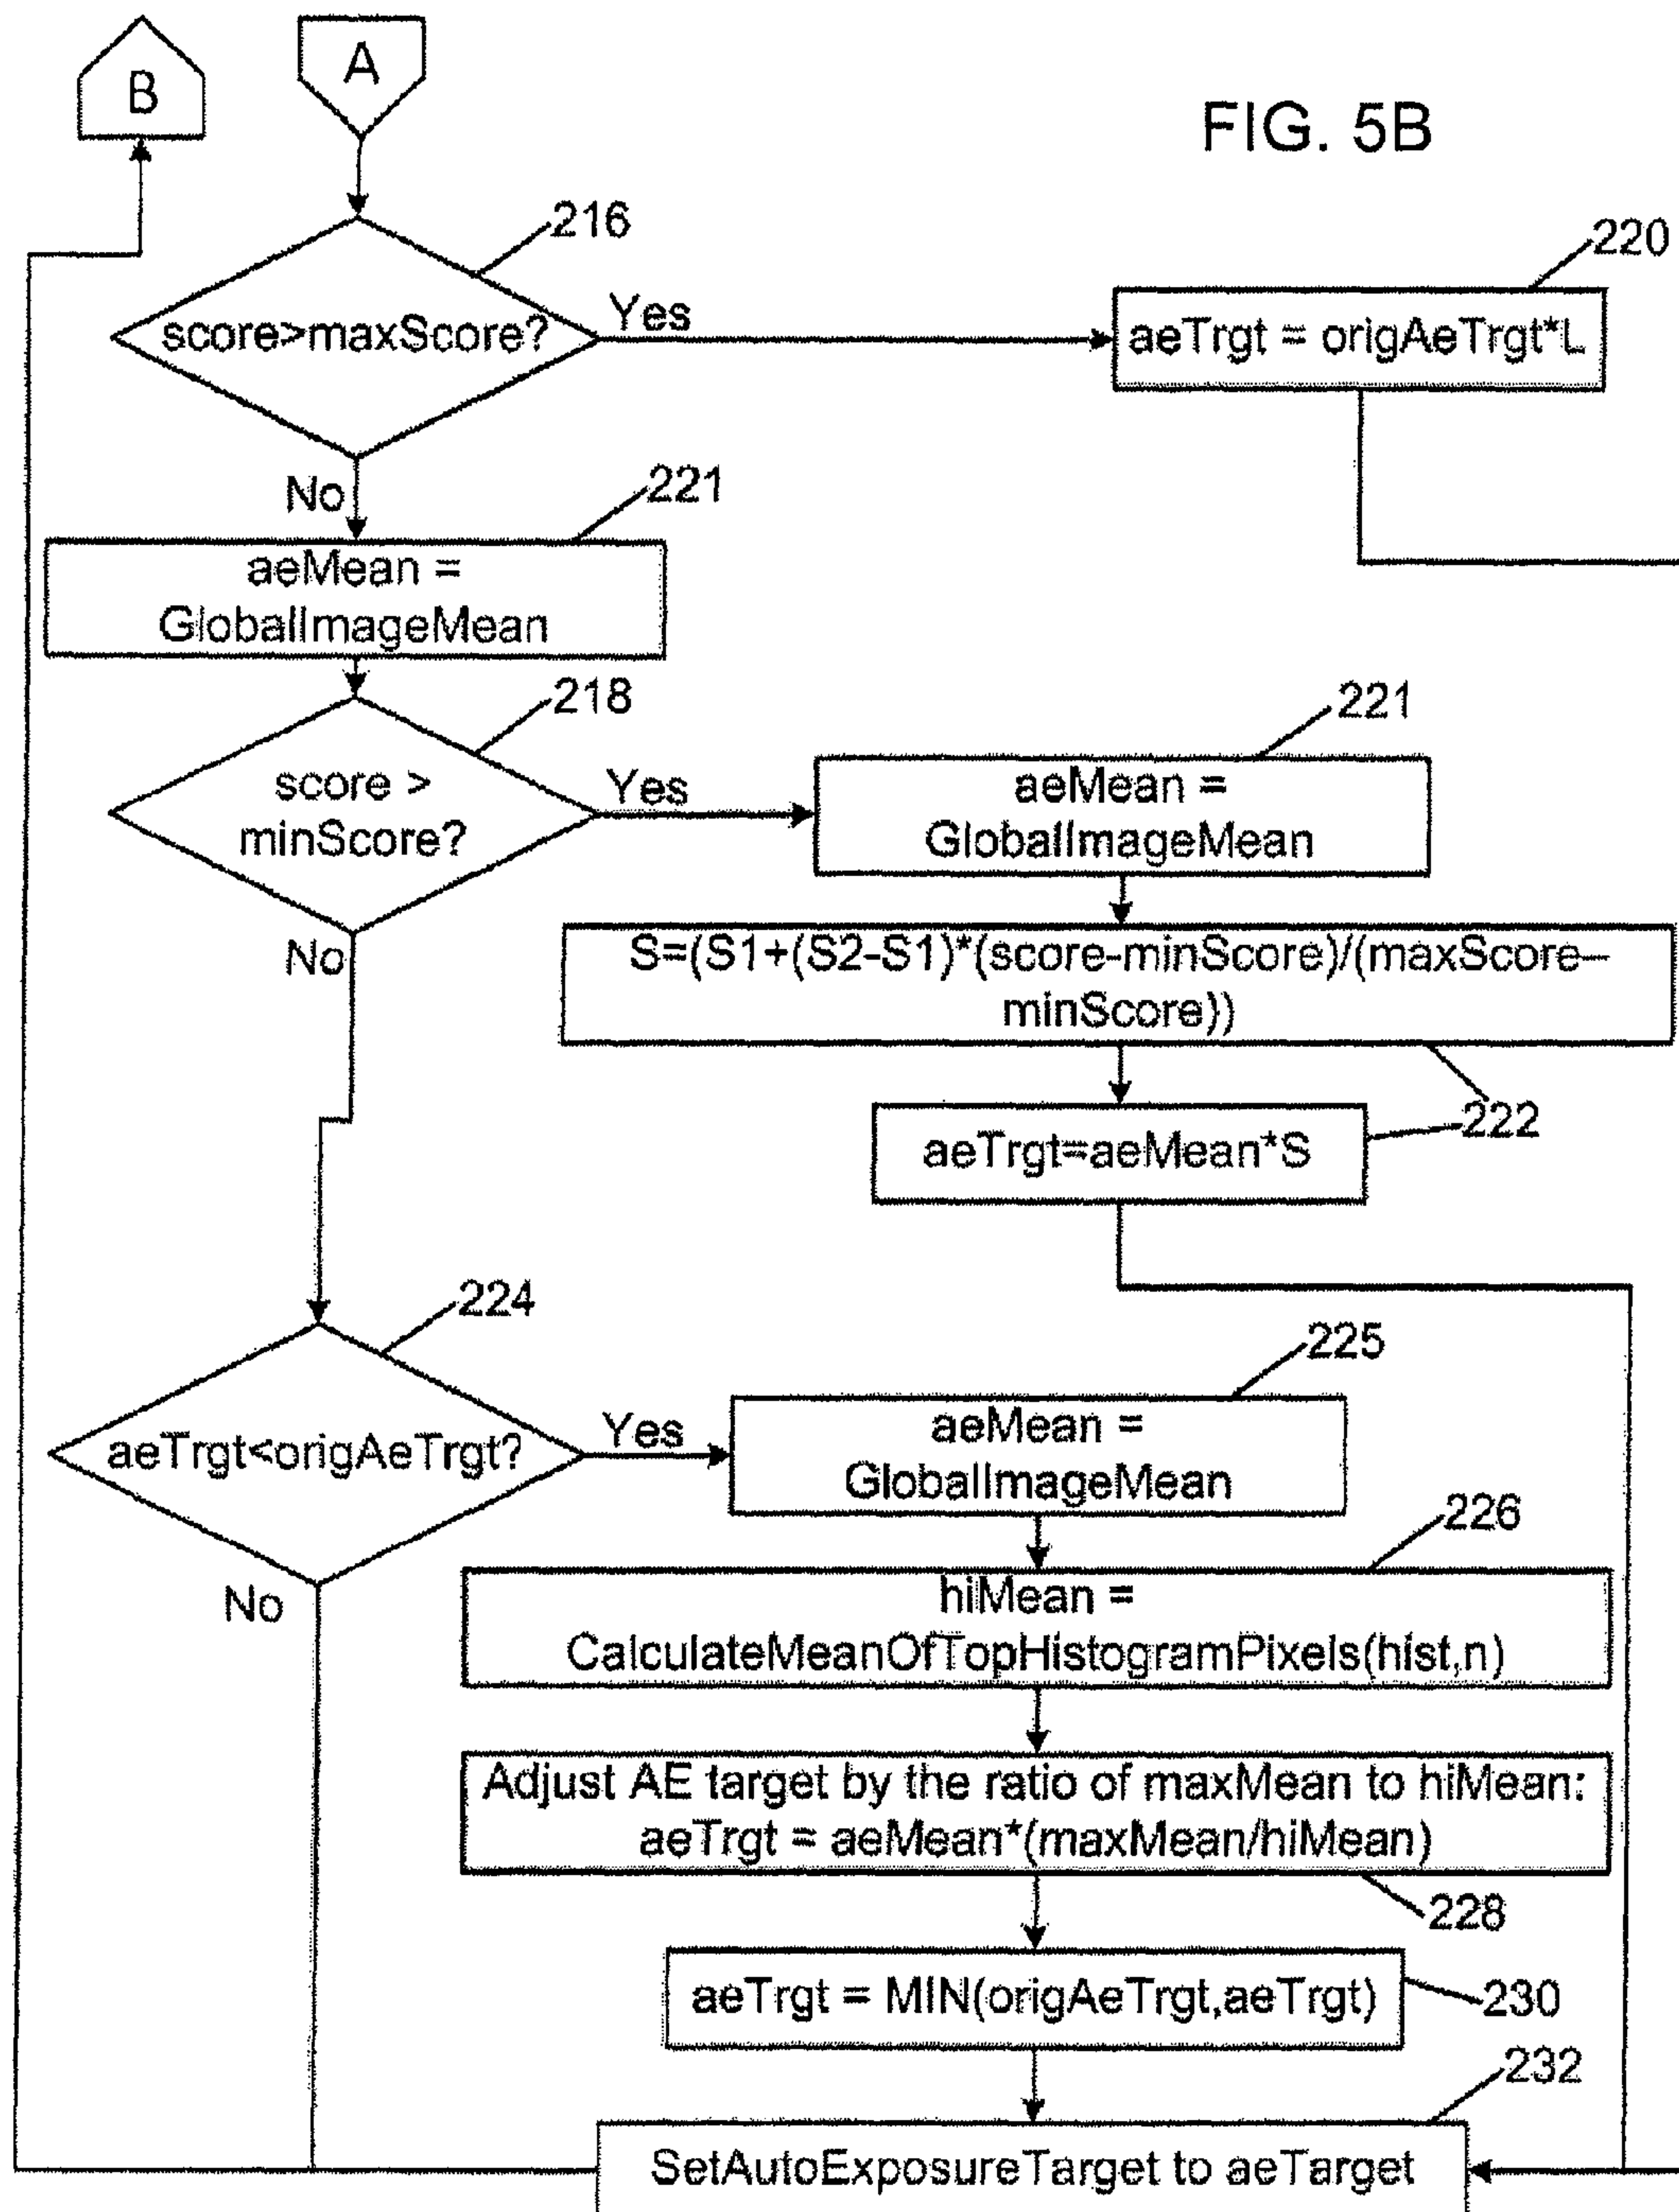 B
A
FIG. 5B
216
score>maxScore?
Yes
220
aeTrgt = origAeTrgt*L
No
221
aeMean =
GlobalImageMean
218
score >
minScore?
Yes
221
aeMean =
GlobalImageMean
S=(S1+(S2-S1)*(score-minScore)/(maxScore–
minScore))
222
aeTrgt=aeMean*S
No
224
aeTrgt<origAeTrgt?
Yes
225
aeMean =
GlobalImageMean
226
hiMean =
CalculateMeanOfTopHistogramPixels(hist,n)
No
Adjust AE target by the ratio of maxMean to hiMean:
aeTrgt = aeMean*(maxMean/hiMean)
228
aeTrgt = MIN(origAeTrgt,aeTrgt)
230
232
SetAutoExposureTarget to aeTarget